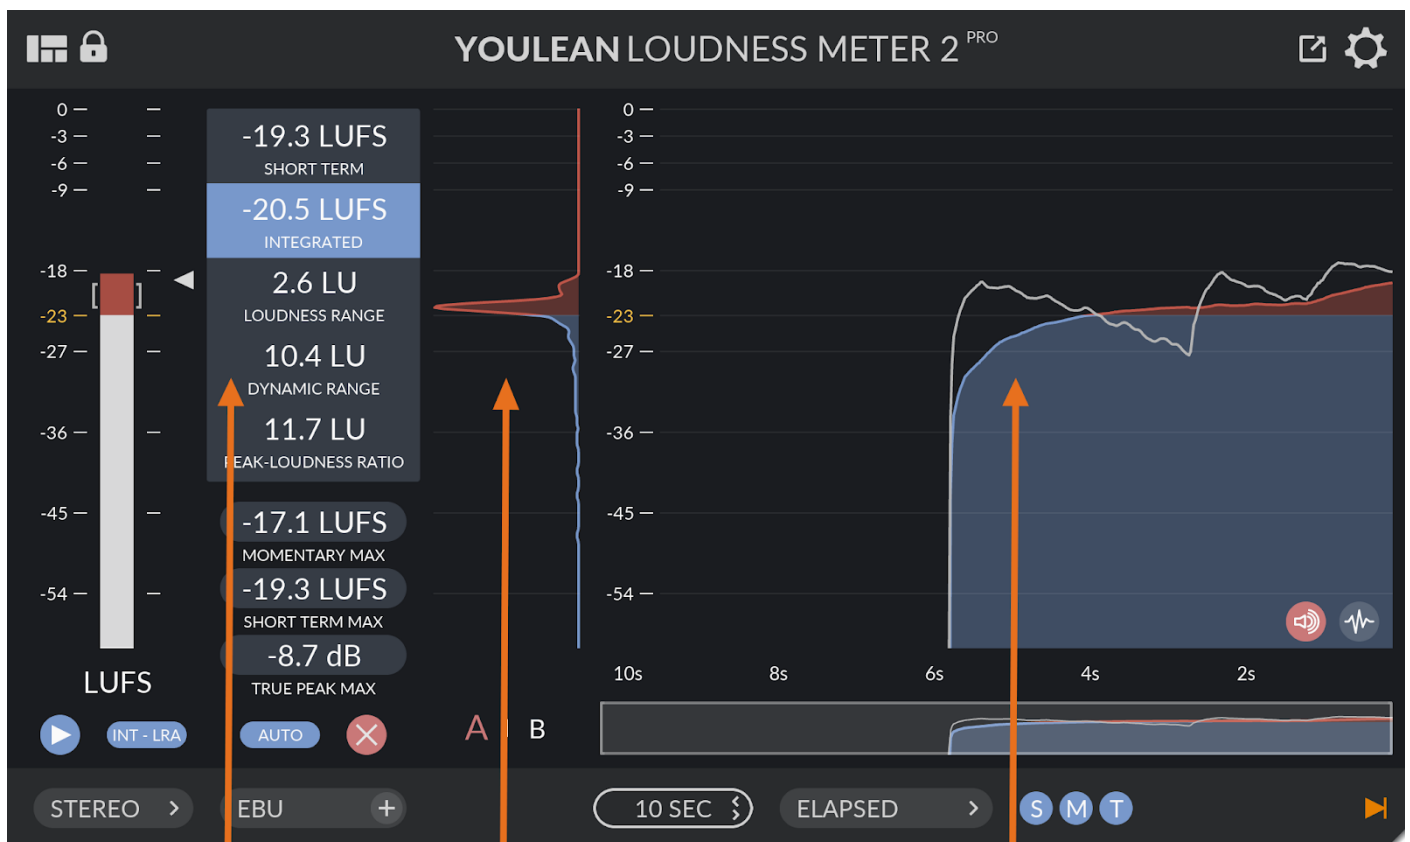 YOULEAN LOUDNESS METER 2 PRO
0
-3
-6
-9
-18
-23
-27
-36
-45
-54
LUFS
-19.3 LUFS
SHORT TERM
-20.5 LUFS
INTEGRATED
2.6 LU
LOUDNESS RANGE
10.4 LU
DYNAMIC RANGE
11.7 LU
PEAK-LOUDNESS RATIO
-17.1 LUFS
MOMENTARY MAX
-19.3 LUFS
SHORT TERM MAX
-8.7 dB
TRUE PEAK MAX
0
-3
-6
-9
-18
-23
-27
-36
-45
-54
10s 8s 6s 4s 2s
INT - LRA AUTO A B
STEREO EBU + 10 SEC ELAPSED S M T